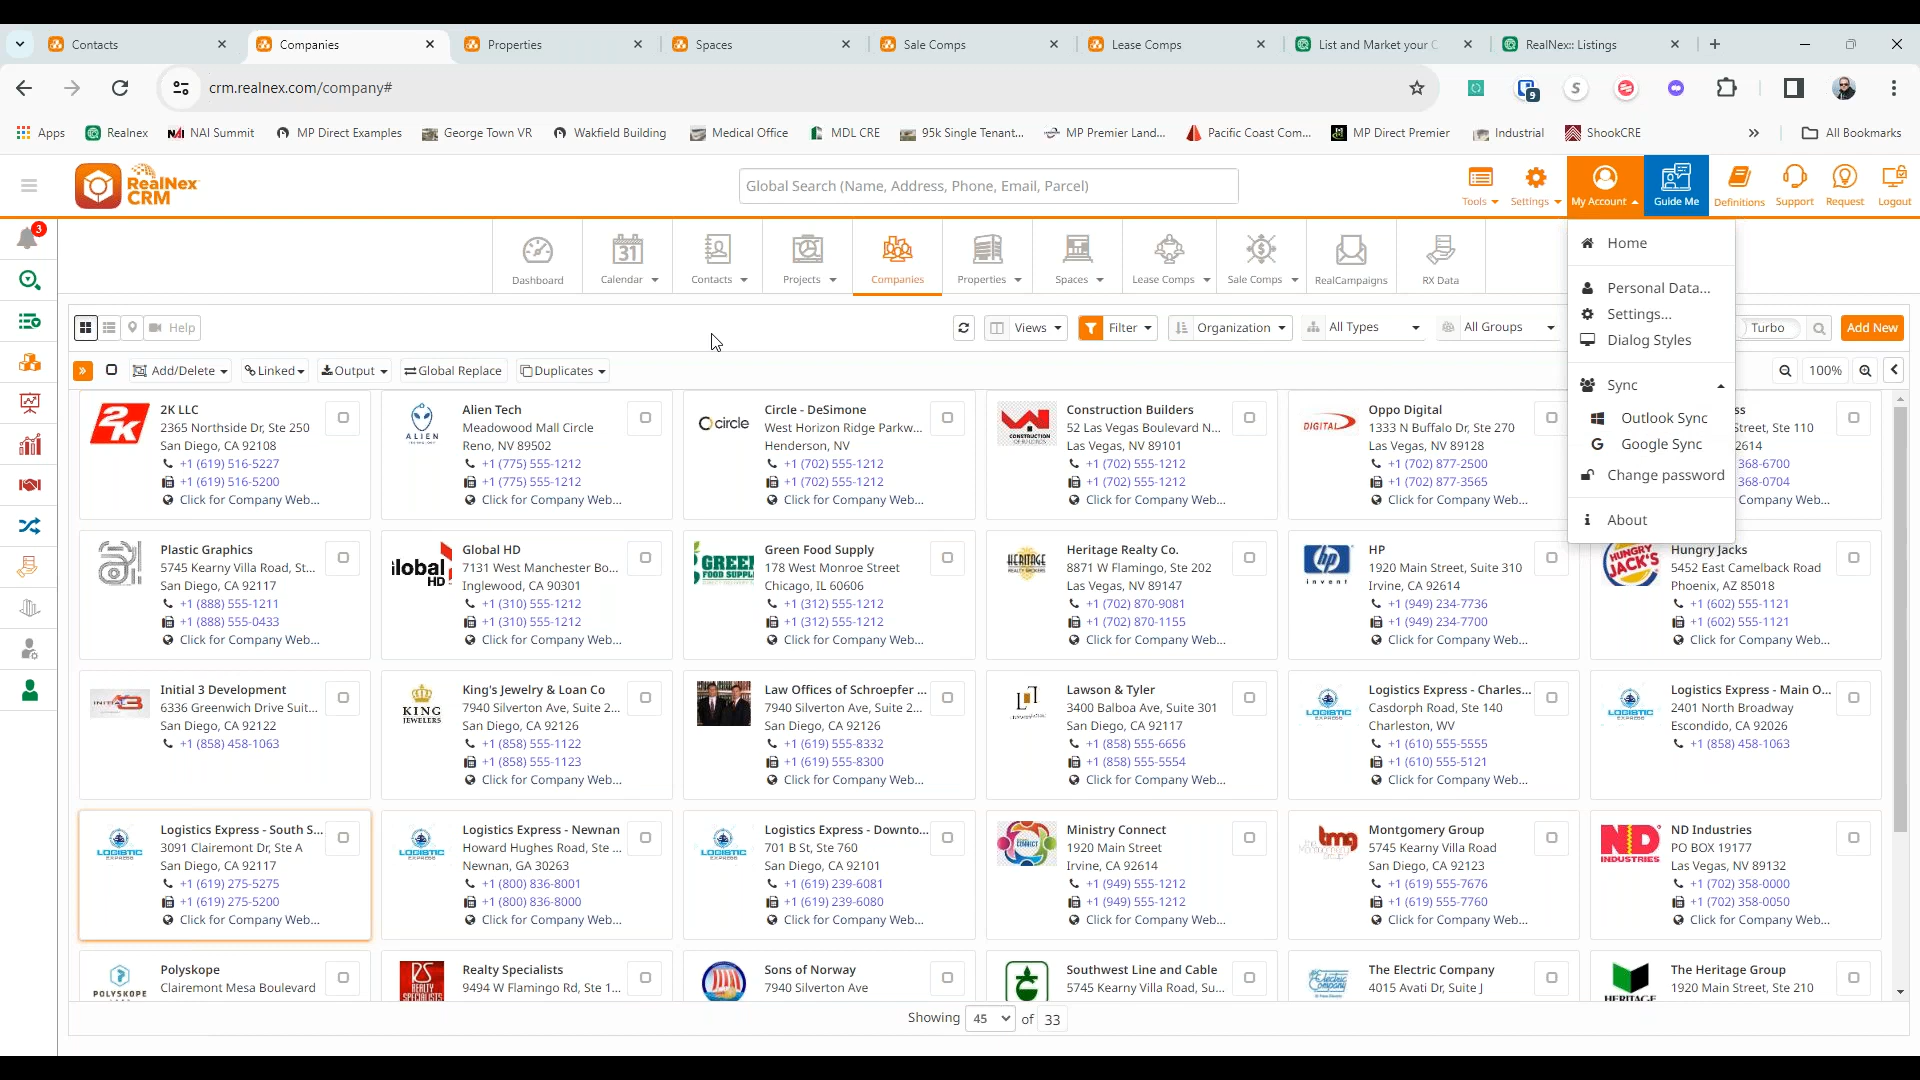 Contacts
Companies
Properties
Spaces
Sale Comps
Lease Comps
List and Market your C
RealNex:: Listings
crm.realnex.com/company#
9
Apps
Realnex
NAI Summit
MP Direct Examples
George Town VR
Wakfield Building
Medical Office
MDL CRE
95k Single Tenant...
MP Premier Land...
Pacific Coast Com...
MP Direct Premier
Industrial
ShookCRE
All Bookmarks
RealNex
CRM
Global Search (Name, Address, Phone, Email, Parcel)
Tools
Settings
My Account
Guide Me
Definitions
Support
Request
Logout
3
Dashboard
31
Calendar
Contacts
Projects
Companies
Properties
Spaces
Lease Comps
Sale Comps
RealCampaigns
RX Data
Home
Personal Data...
Settings...
Dialog Styles
Sync
Outlook Sync
Google Sync
Change password
About
Help
Views
Filter
Organization
All Types
All Groups
Turbo
Add New
Add/Delete
Linked
Output
Global Replace
Duplicates
100%
2K LLC
2365 Northside Dr, Ste 250
San Diego, CA 92108
+1 (619) 516-5227
+1 (619) 516-5200
Click for Company Web...
Alien Tech
Meadowood Mall Circle
Reno, NV 89502
+1 (775) 555-1212
+1 (775) 555-1212
Click for Company Web...
Circle - DeSimone
West Horizon Ridge Parkw...
Henderson, NV
+1 (702) 555-1212
+1 (702) 555-1212
Click for Company Web...
Construction Builders
52 Las Vegas Boulevard N...
Las Vegas, NV 89101
+1 (702) 555-1212
+1 (702) 555-1212
Click for Company Web...
Oppo Digital
1333 N Buffalo Dr, Ste 270
Las Vegas, NV 89128
+1 (702) 877-2500
+1 (702) 877-3565
Click for Company Web...
ss
Street, Ste 110
2614
368-6700
368-0704
Company Web...
Plastic Graphics
5745 Kearny Villa Road, St...
San Diego, CA 92117
+1 (888) 555-1211
+1 (888) 555-0433
Click for Company Web...
Global HD
7131 West Manchester Bo...
Inglewood, CA 90301
+1 (310) 555-1212
+1 (310) 555-1212
Click for Company Web...
Green Food Supply
178 West Monroe Street
Chicago, IL 60606
+1 (312) 555-1212
+1 (312) 555-1212
Click for Company Web...
Heritage Realty Co.
8871 W Flamingo, Ste 202
Las Vegas, NV 89147
+1 (702) 870-9081
+1 (702) 870-1155
Click for Company Web...
HP
1920 Main Street, Suite 310
Irvine, CA 92614
+1 (949) 234-7736
+1 (949) 234-7700
Click for Company Web...
Hungry Jacks
5452 East Camelback Road
Phoenix, AZ 85018
+1 (602) 555-1121
+1 (602) 555-1121
Click for Company Web...
Initial 3 Development
6336 Greenwich Drive Suit...
San Diego, CA 92122
+1 (858) 458-1063
King's Jewelry & Loan Co
7940 Silverton Ave, Suite 2...
San Diego, CA 92126
+1 (858) 555-1122
+1 (858) 555-1123
Click for Company Web...
Law Offices of Schroepfer ...
7940 Silverton Ave, Suite 2...
San Diego, CA 92126
+1 (619) 555-8332
+1 (619) 555-8300
Click for Company Web...
Lawson & Tyler
3400 Balboa Ave, Suite 301
San Diego, CA 92117
+1 (858) 555-6656
+1 (858) 555-5554
Click for Company Web...
Logistics Express - Charles...
Casdorph Road, Ste 140
Charleston, WV
+1 (610) 555-5555
+1 (610) 555-5121
Click for Company Web...
Logistics Express - Main O...
2401 North Broadway
Escondido, CA 92026
+1 (858) 458-1063
Logistics Express - South S...
3091 Clairemont Dr, Ste A
San Diego, CA 92117
+1 (619) 275-5275
+1 (619) 275-5200
Click for Company Web...
Logistics Express - Newnan
Howard Hughes Road, Ste ...
Newnan, GA 30263
+1 (800) 836-8001
+1 (800) 836-8000
Click for Company Web...
Logistics Express - Downto...
701 B St, Ste 760
San Diego, CA 92101
+1 (619) 239-6081
+1 (619) 239-6080
Click for Company Web...
Ministry Connect
1920 Main Street
Irvine, CA 92614
+1 (949) 555-1212
+1 (949) 555-1212
Click for Company Web...
Montgomery Group
5745 Kearny Villa Road
San Diego, CA 92123
+1 (619) 555-7676
+1 (619) 555-7760
Click for Company Web...
ND Industries
PO BOX 19177
Las Vegas, NV 89132
+1 (702) 358-0000
+1 (702) 358-0050
Click for Company Web...
Polyskope
Clairemont Mesa Boulevard
Realty Specialists
9494 W Flamingo Rd, Ste 1...
Sons of Norway
7940 Silverton Ave
Southwest Line and Cable
5745 Kearny Villa Road, Su...
The Electric Company
4015 Avati Dr, Suite J
The Heritage Group
1920 Main Street, Ste 210
Showing 45 of 33